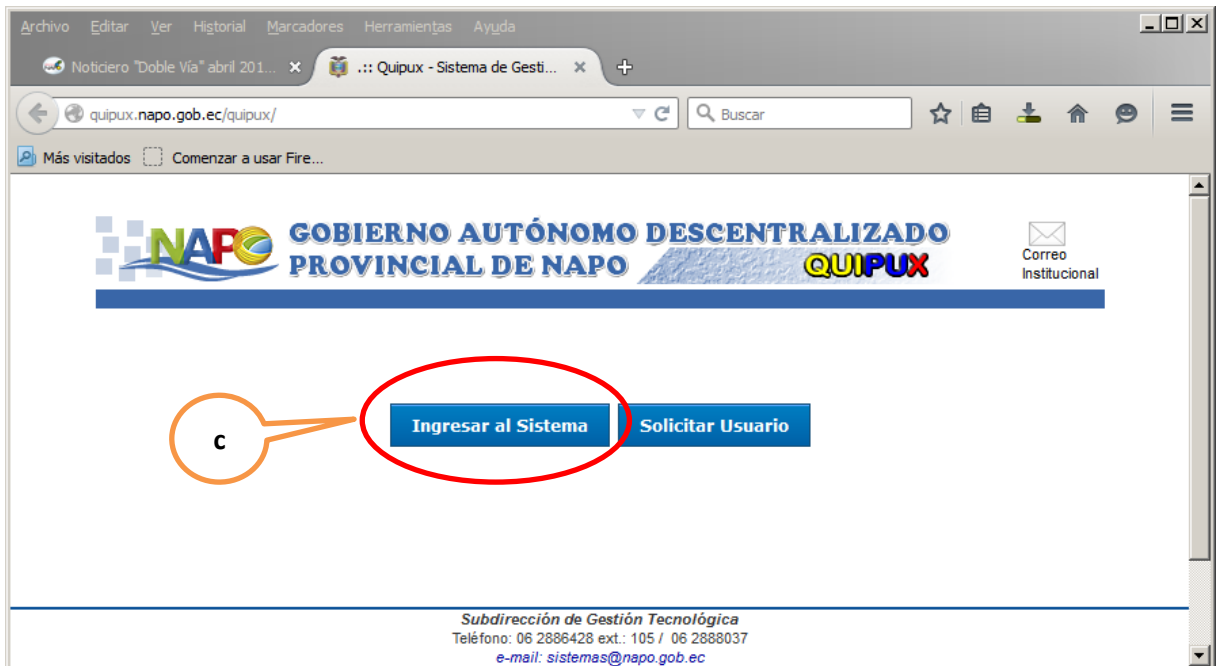 Archivo Editar Ver Historial Marcadores Herramientas Ayuda
Noticiero "Doble Vía" abril 201... .:: Quipux - Sistema de Gesti...
quipux.napo.gob.ec/quipux/ Buscar
Más visitados Comenzar a usar Fire...
NAPO GOBIERNO AUTÓNOMO DESCENTRALIZADO
PROVINCIAL DE NAPO QUIPUX
Correo
Institucional
c Ingresar al Sistema Solicitar Usuario
Subdirección de Gestión Tecnológica
Teléfono: 06 2886428 ext.: 105 / 06 2888037
e-mail: sistemas@napo.gob.ec